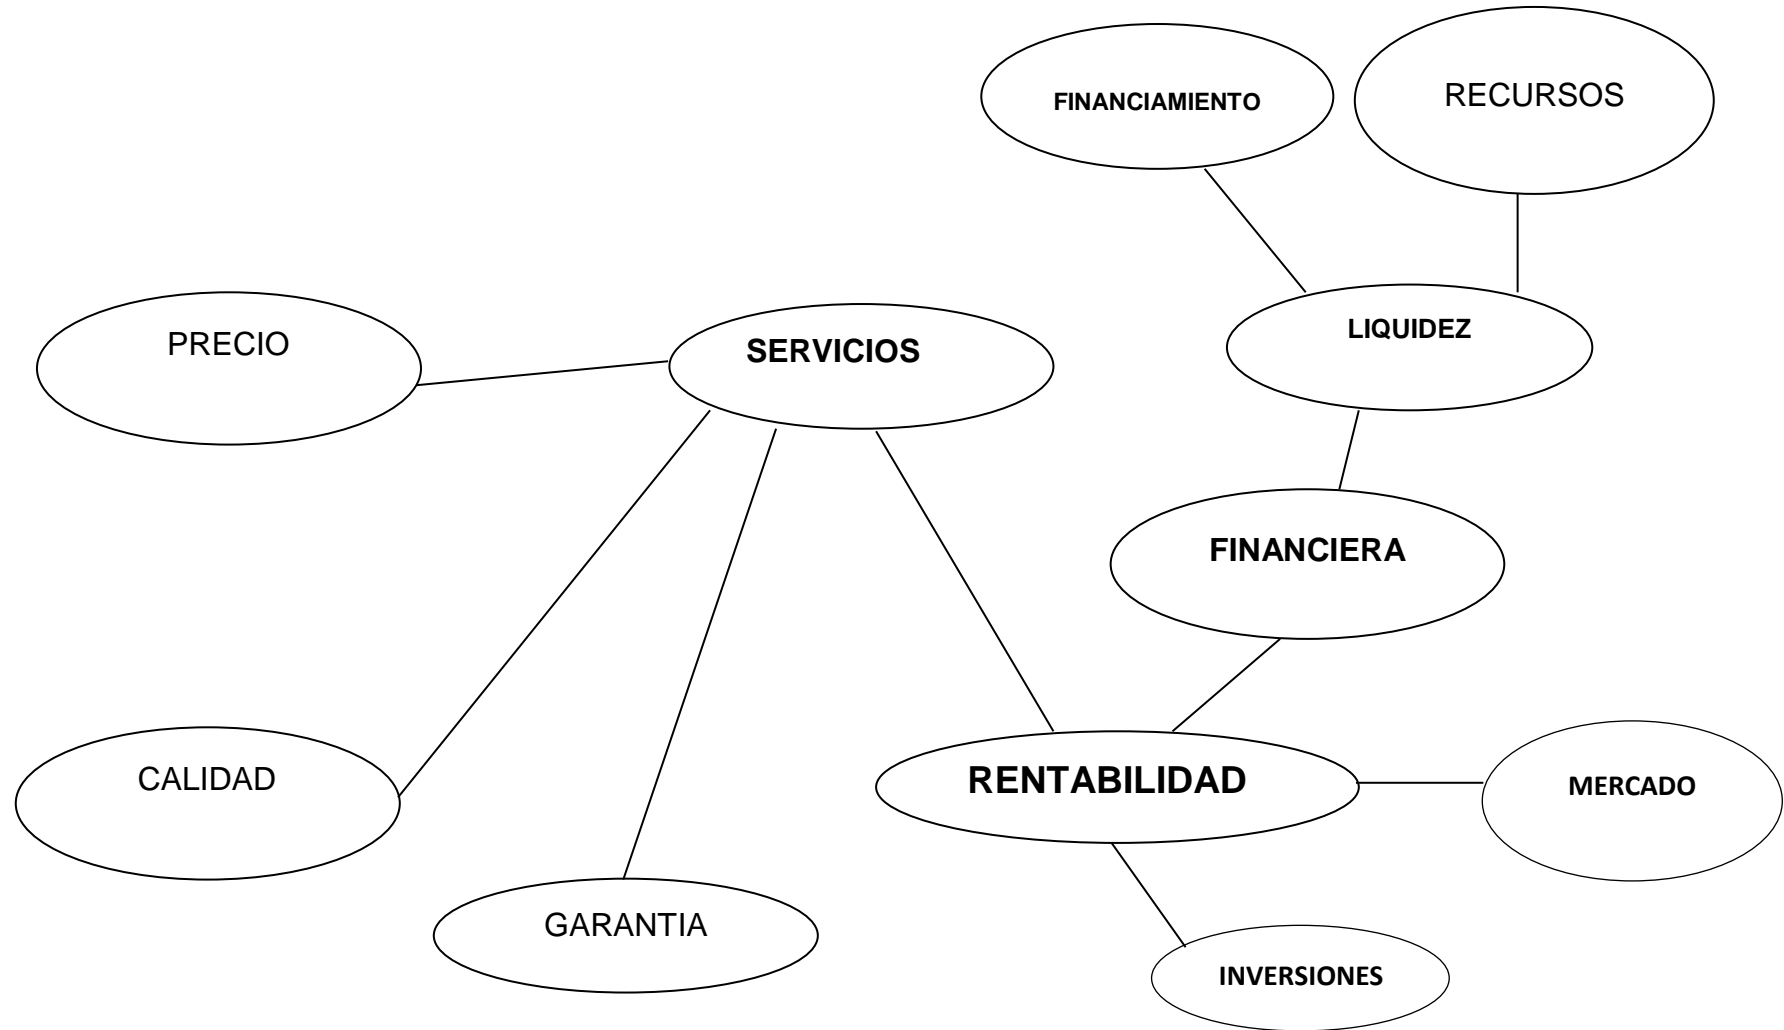 FINANCIAMIENTO
RECURSOS
PRECIO
SERVICIOS
LIQUIDEZ
FINANCIERA
CALIDAD
RENTABILIDAD
MERCADO
GARANTIA
INVERSIONES